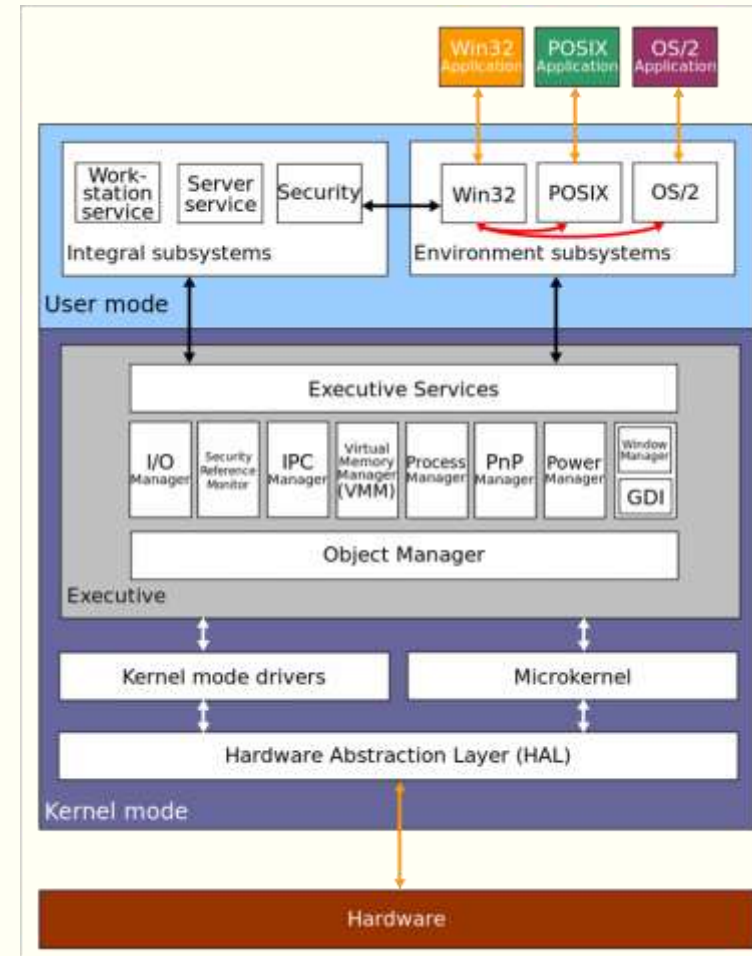 Win32
Application
POSIX
Application
OS/2
Application
Work-
station
service
Server
service
Security
Integral subsystems
Win32
POSIX
OS/2
Environment subsystems
User mode
Executive Services
I/O
Manager
Security
Reference
Monitor
IPC
Manager
Virtual
Memory
Manager
(VMM)
Process
Manager
PnP
Manager
Power
Manager
Window
Manager
GDI
Object Manager
Executive
Kernel mode drivers
Microkernel
Hardware Abstraction Layer (HAL)
Kernel mode
Hardware